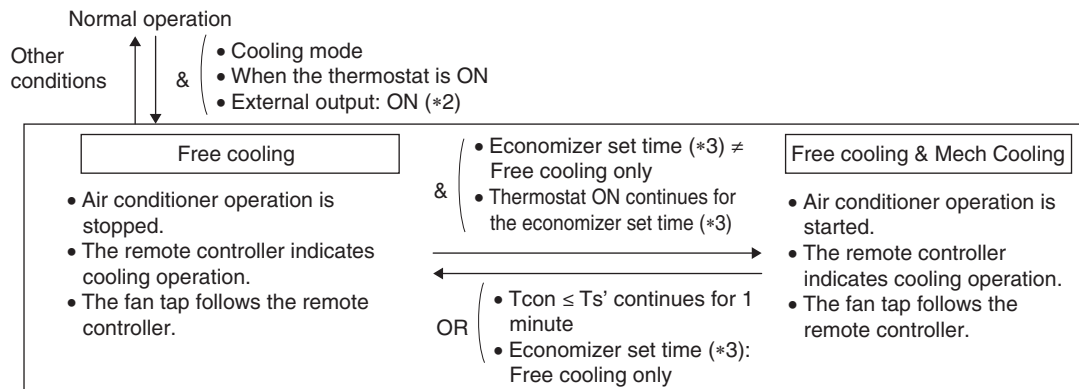 Normal operation
Other
conditions
&
• Cooling mode
• When the thermostat is ON
• External output: ON (*2)
Free cooling
• Air conditioner operation is
stopped.
• The remote controller indicates
cooling operation.
• The fan tap follows the remote
controller.
&
• Economizer set time (*3) ≠
Free cooling only
• Thermostat ON continues for
the economizer set time (*3)
OR
• Tcon ≤ Ts’ continues for 1
minute
• Economizer set time (*3):
Free cooling only
Free cooling & Mech Cooling
• Air conditioner operation is
started.
• The remote controller
indicates cooling operation.
• The fan tap follows the
remote controller.